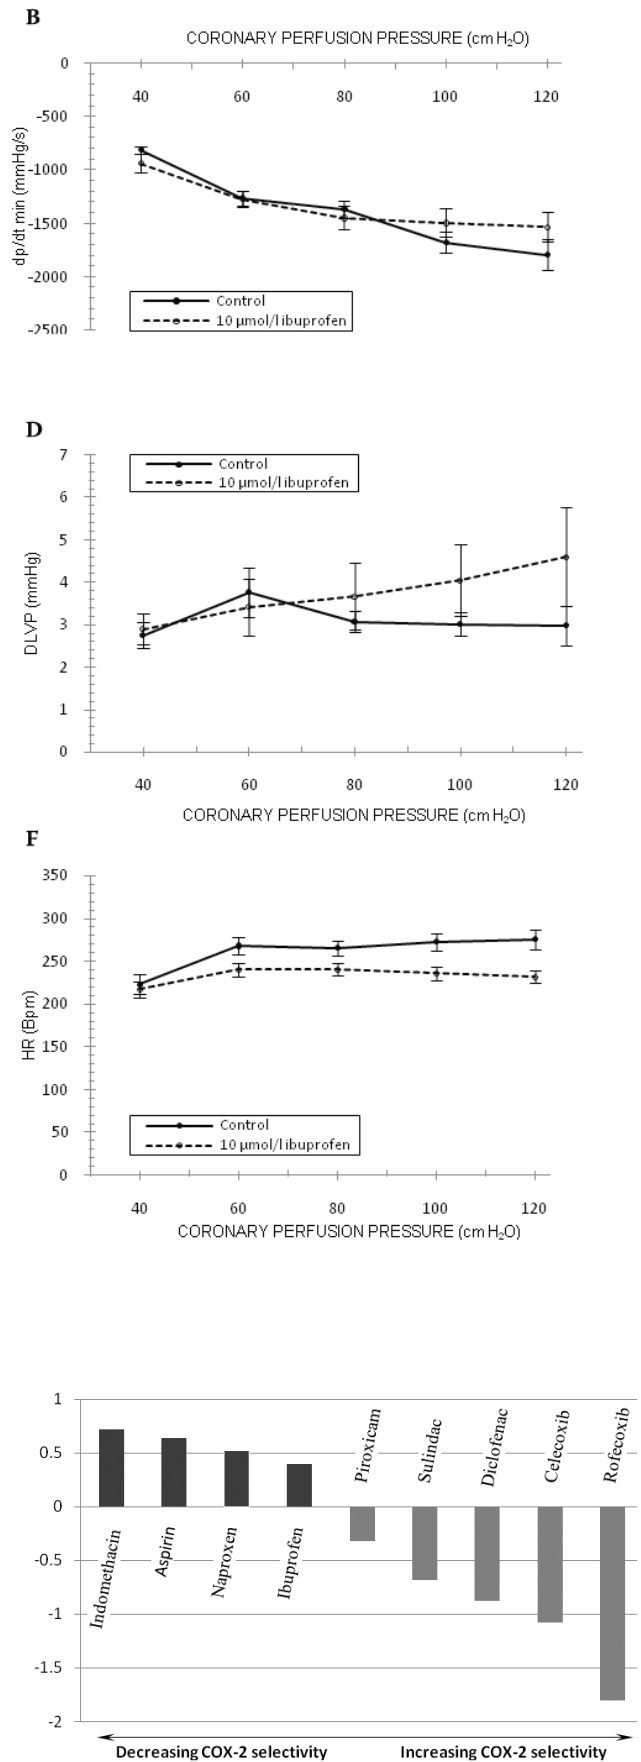 B
CORONARY PERFUSION PRESSURE (cm H₂O)
0
40 60 80 100 120
-500
-1000
-1500
-2000
-2500
dp/dt min (mmHg/s)
Control
10 µmol/l ibuprofen
D
7
6
5
4
3
2
1
0
DLVP (mmHg)
Control
10 µmol/l ibuprofen
40 60 80 100 120
CORONARY PERFUSION PRESSURE (cm H₂O)
F
350
300
250
200
150
100
50
0
HR (Bpm)
Control
10 µmol/l ibuprofen
40 60 80 100 120
CORONARY PERFUSION PRESSURE (cm H₂O)
1
0.5
0
-0.5
-1
-1.5
-2
Indomethacin
Aspirin
Naproxen
Ibuprofen
Piroxicam
Sulindac
Diclofenac
Celecoxib
Rofecoxib
Decreasing COX-2 selectivity
Increasing COX-2 selectivity